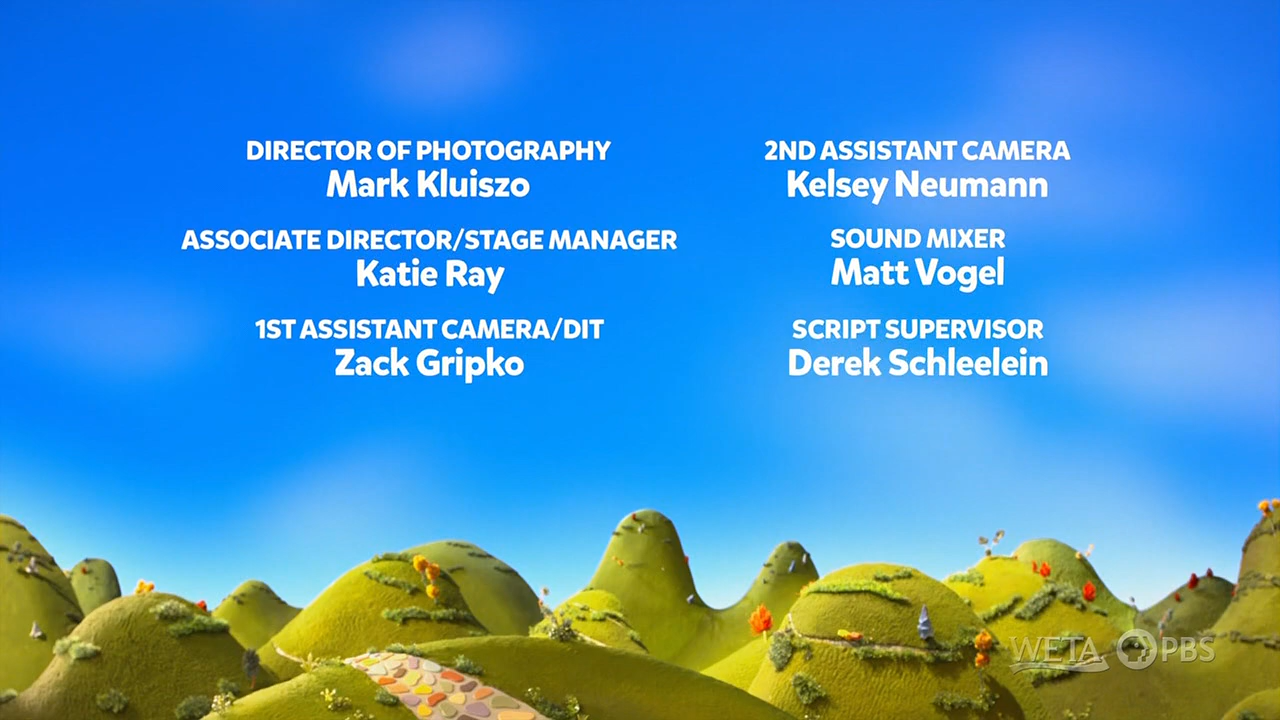 DIRECTOR OF PHOTOGRAPHY
Mark Kluiszo
ASSOCIATE DIRECTOR/STAGE MANAGER
Katie Ray
1ST ASSISTANT CAMERA/DIT
Zack Gripko
2ND ASSISTANT CAMERA
Kelsey Neumann
SOUND MIXER
Matt Vogel
SCRIPT SUPERVISOR
Derek Schleelein
WETA PBS